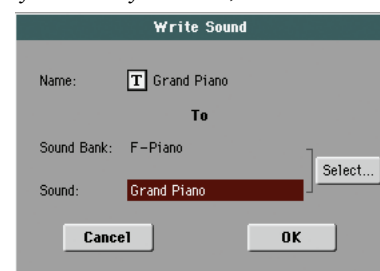 Write Sound
Name: T Grand Piano
To
Sound Bank: F-Piano
Select...
Sound: Grand Piano
Cancel OK